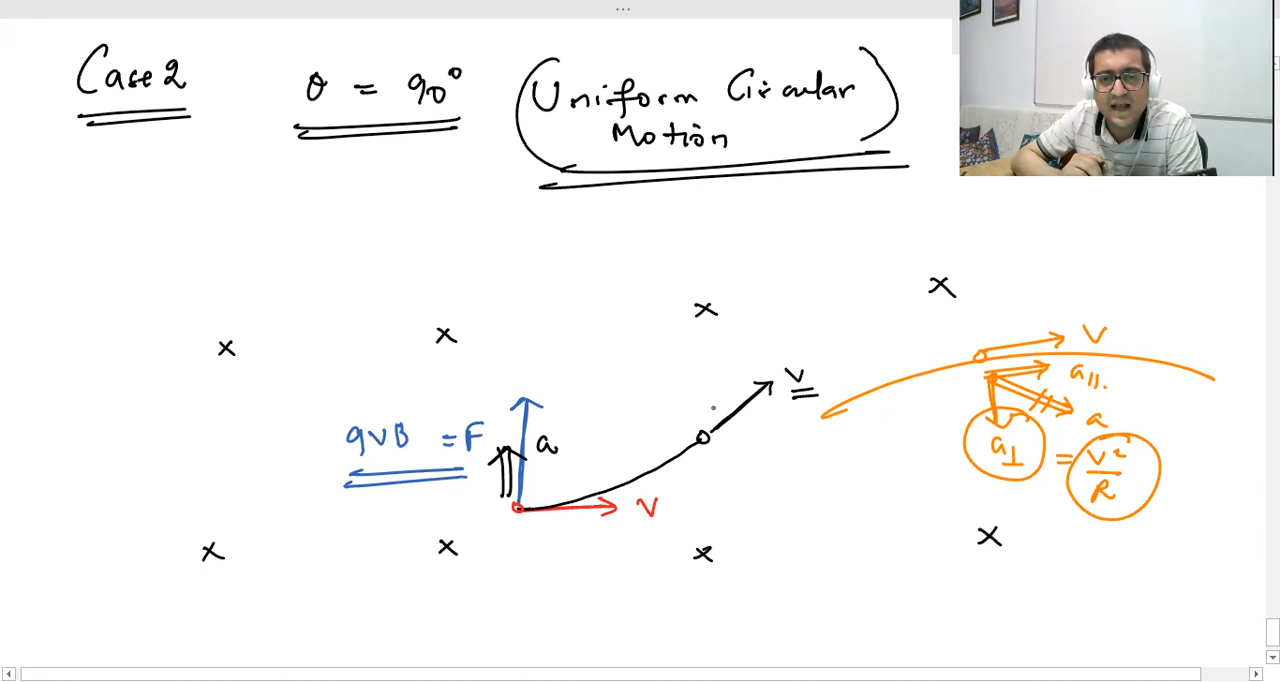 Case 2
θ = 90° (Uniform Circular
Motion)
x
x
x
x
V
a∥.
a
a⊥ = V²/R
V
qVB = F
a
V
x
x
x
x